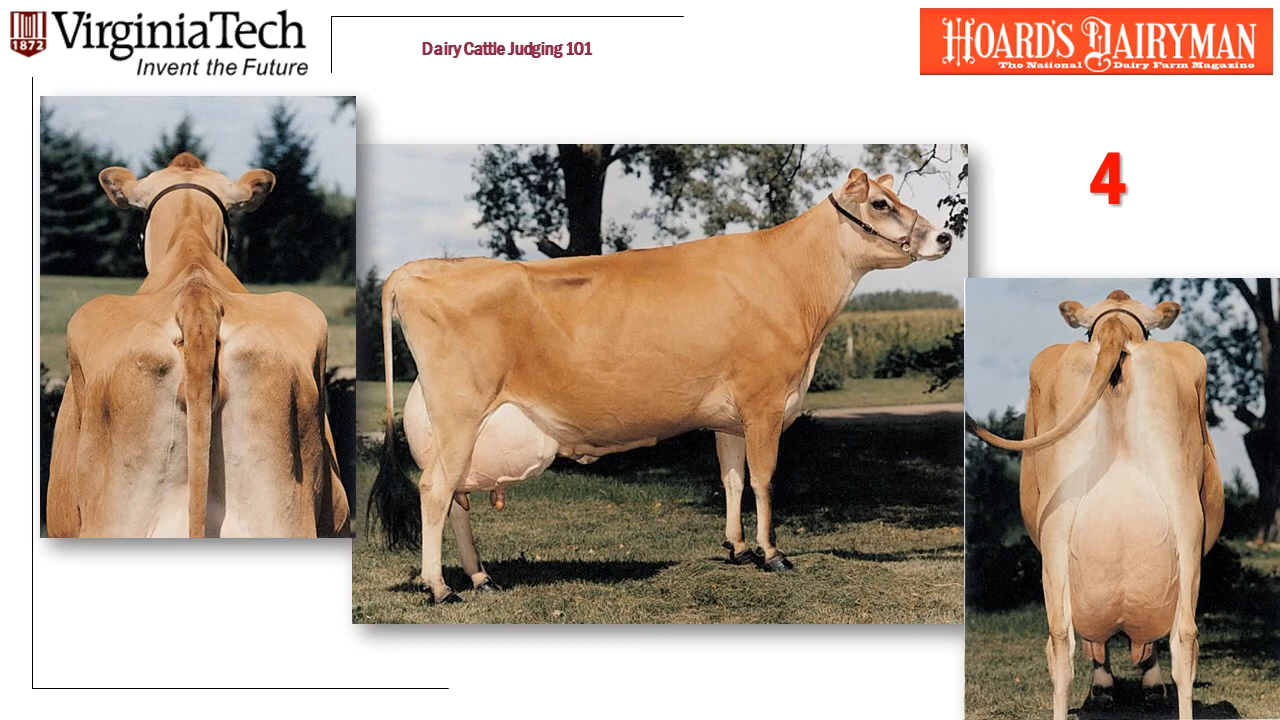 1872
VirginiaTech
Invent the Future
Dairy Cattle Judging 101
HOARD'S DAIRYMAN
The National Dairy Farm Magazine
4